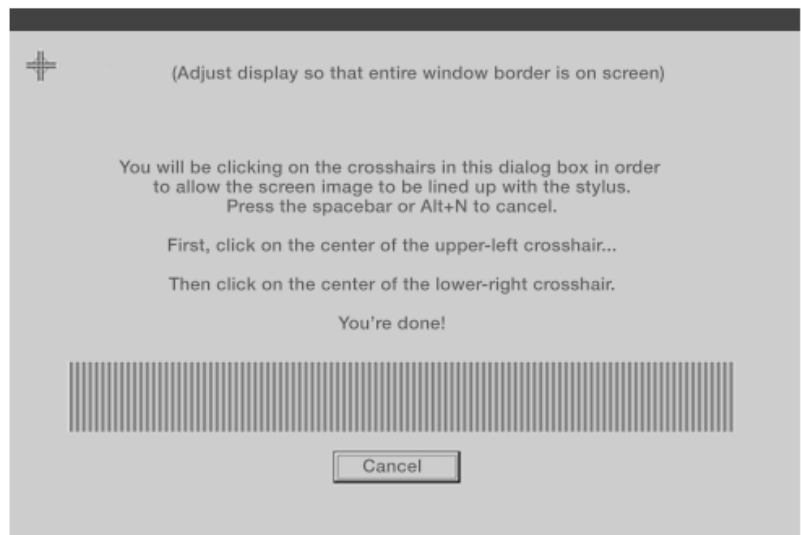 (Adjust display so that entire window border is on screen)
You will be clicking on the crosshairs in this dialog box in order
to allow the screen image to be lined up with the stylus.
Press the spacebar or Alt+N to cancel.
First, click on the center of the upper-left crosshair...
Then click on the center of the lower-right crosshair.
You're done!
Cancel